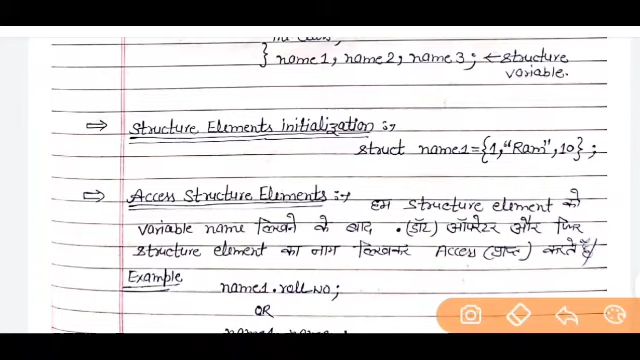 } name1, name2, name3; ← structure
variable.
⇒ Structure Elements initialization :-
struct name1={1,"Ram",10};
⇒ Access Structure Elements :- हम structure element को
variable name लिखने के बाद .(डॉट) ऑपरेटर और फिर
structure element का नाम लिखकर Access (प्राप्त) करते हैं/
Example
name1.rollno;
OR